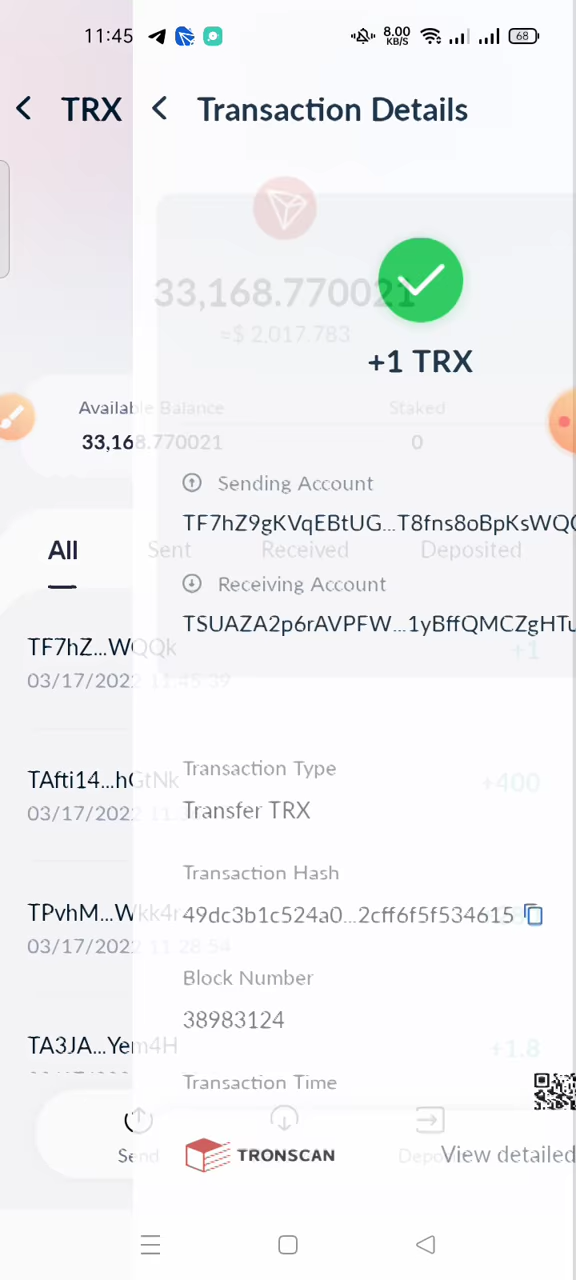 11:45
8.00
KB/S
68
TRX
Transaction Details
33,168.770021
≈$ 2,017.783
+1 TRX
Available Balance
Staked
33,168.770021
0
Sending Account
TF7hZ9gKVqEBtUG...T8fns8oBpKsWQ
All
Sent
Received
Deposited
Receiving Account
TSUAZA2p6rAVPFW...1yBffQMCZgHTu
TF7hZ...WQQk
+1
03/17/2022 11:45:39
Transaction Type
TAfti14...hGtNk
+400
Transfer TRX
03/17/2022
Transaction Hash
TPvhM...Wkk4r
49dc3b1c524a0...2cff6f5f534615
03/17/2022 11:28:54
Block Number
38983124
TA3JA...Yem4H
+1.8
Transaction Time
Send
TRONSCAN
View detailed